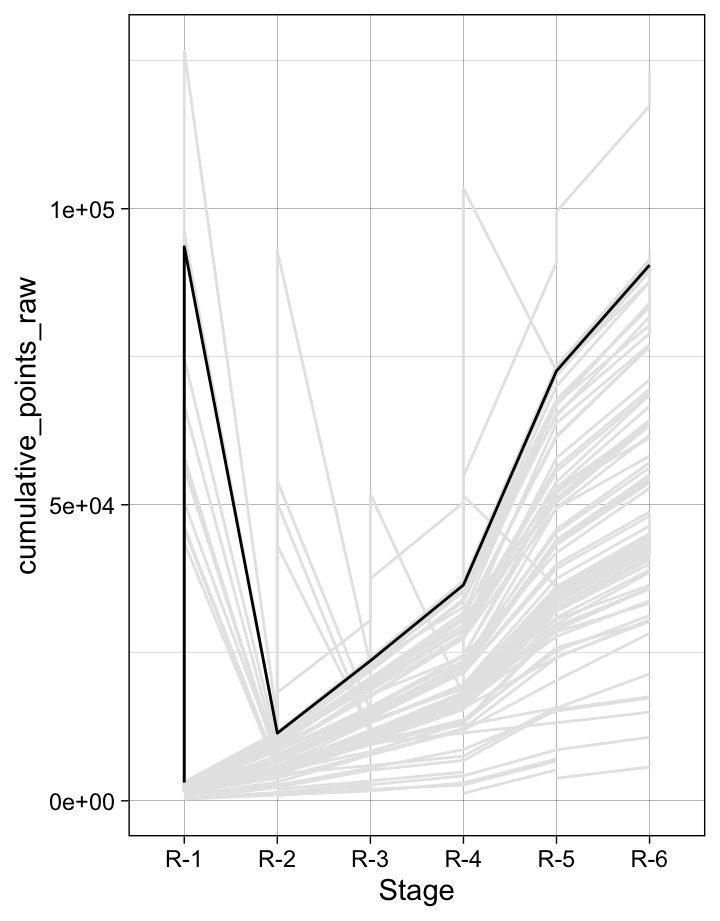 cumulative_points_raw
1e+05
5e+04
0e+00
R-1 R-2 R-3 R-4 R-5 R-6
Stage